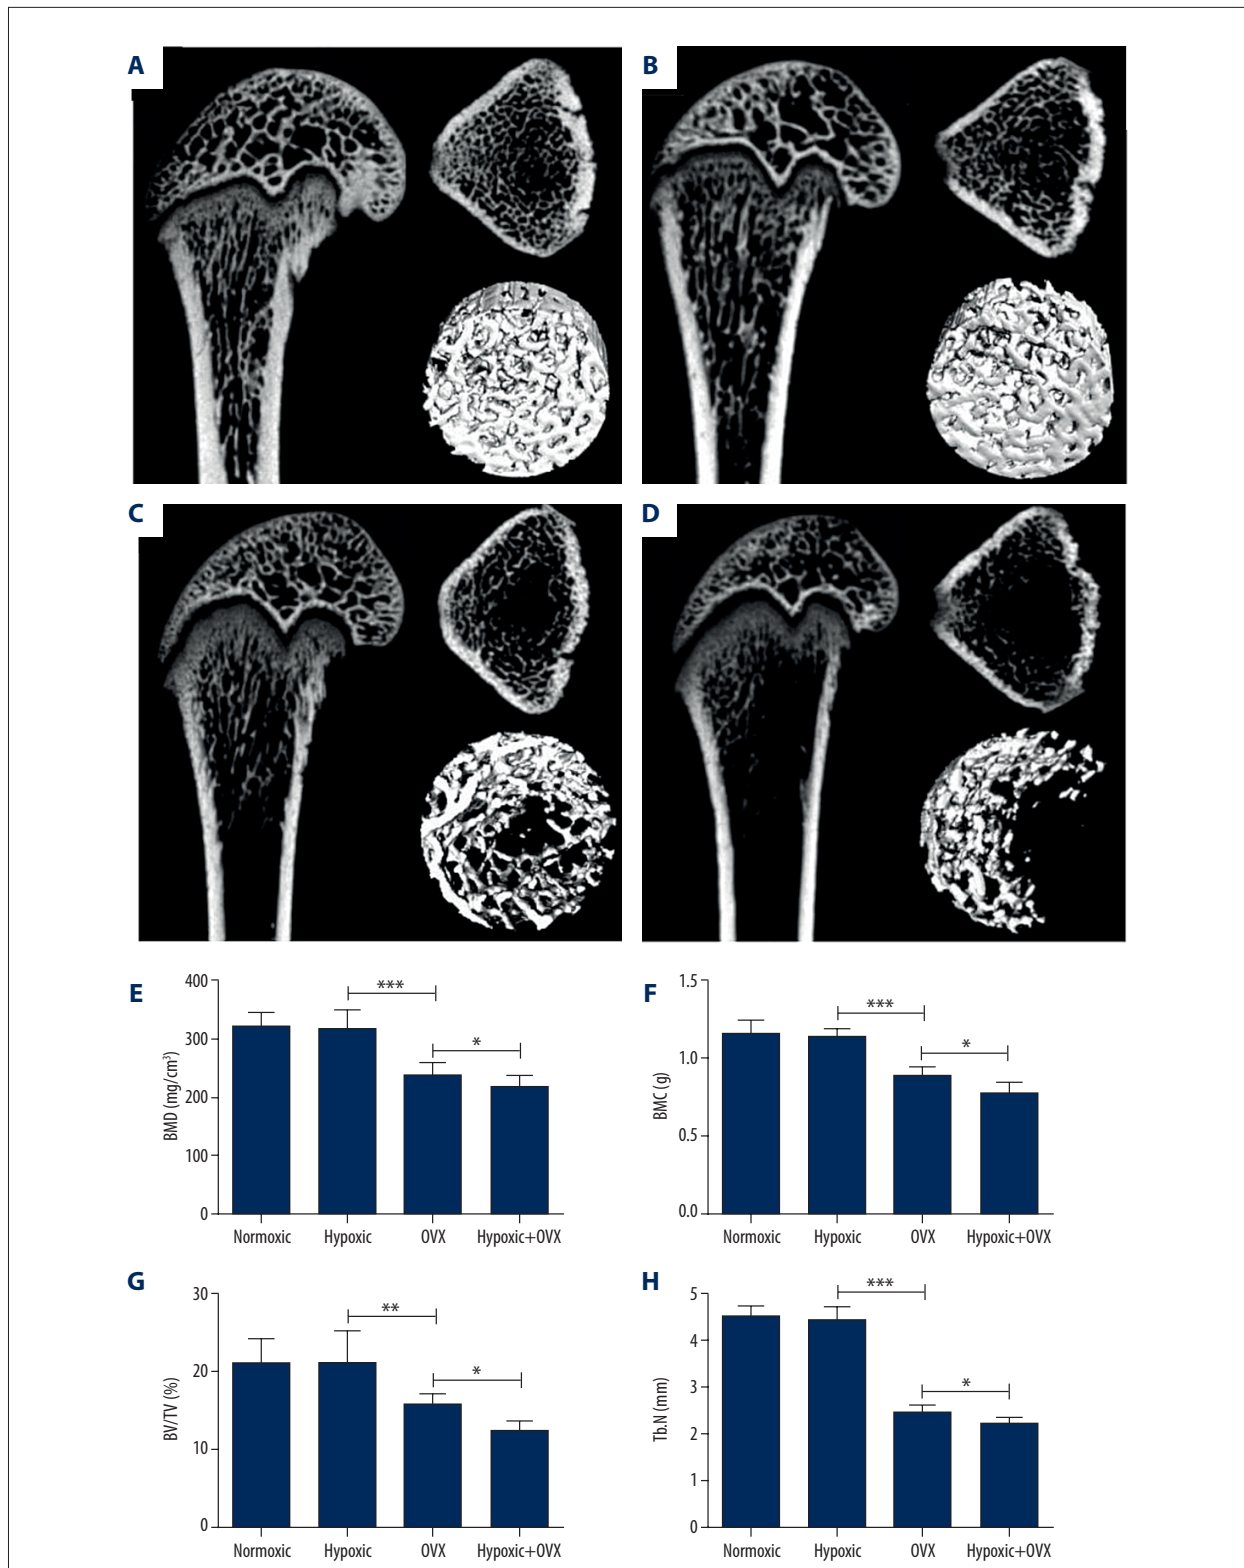 A
B
C
D
E
400
300
200
100
0
BMD (mg/cm³)
***
*
Normoxic
Hypoxic
OVX
Hypoxic+OVX
F
1.5
1.0
0.5
0.0
BMC (g)
***
*
Normoxic
Hypoxic
OVX
Hypoxic+OVX
G
30
20
10
0
BV/TV (%)
**
*
Normoxic
Hypoxic
OVX
Hypoxic+OVX
H
5
4
3
2
1
0
Tb.N (mm)
***
*
Normoxic
Hypoxic
OVX
Hypoxic+OVX